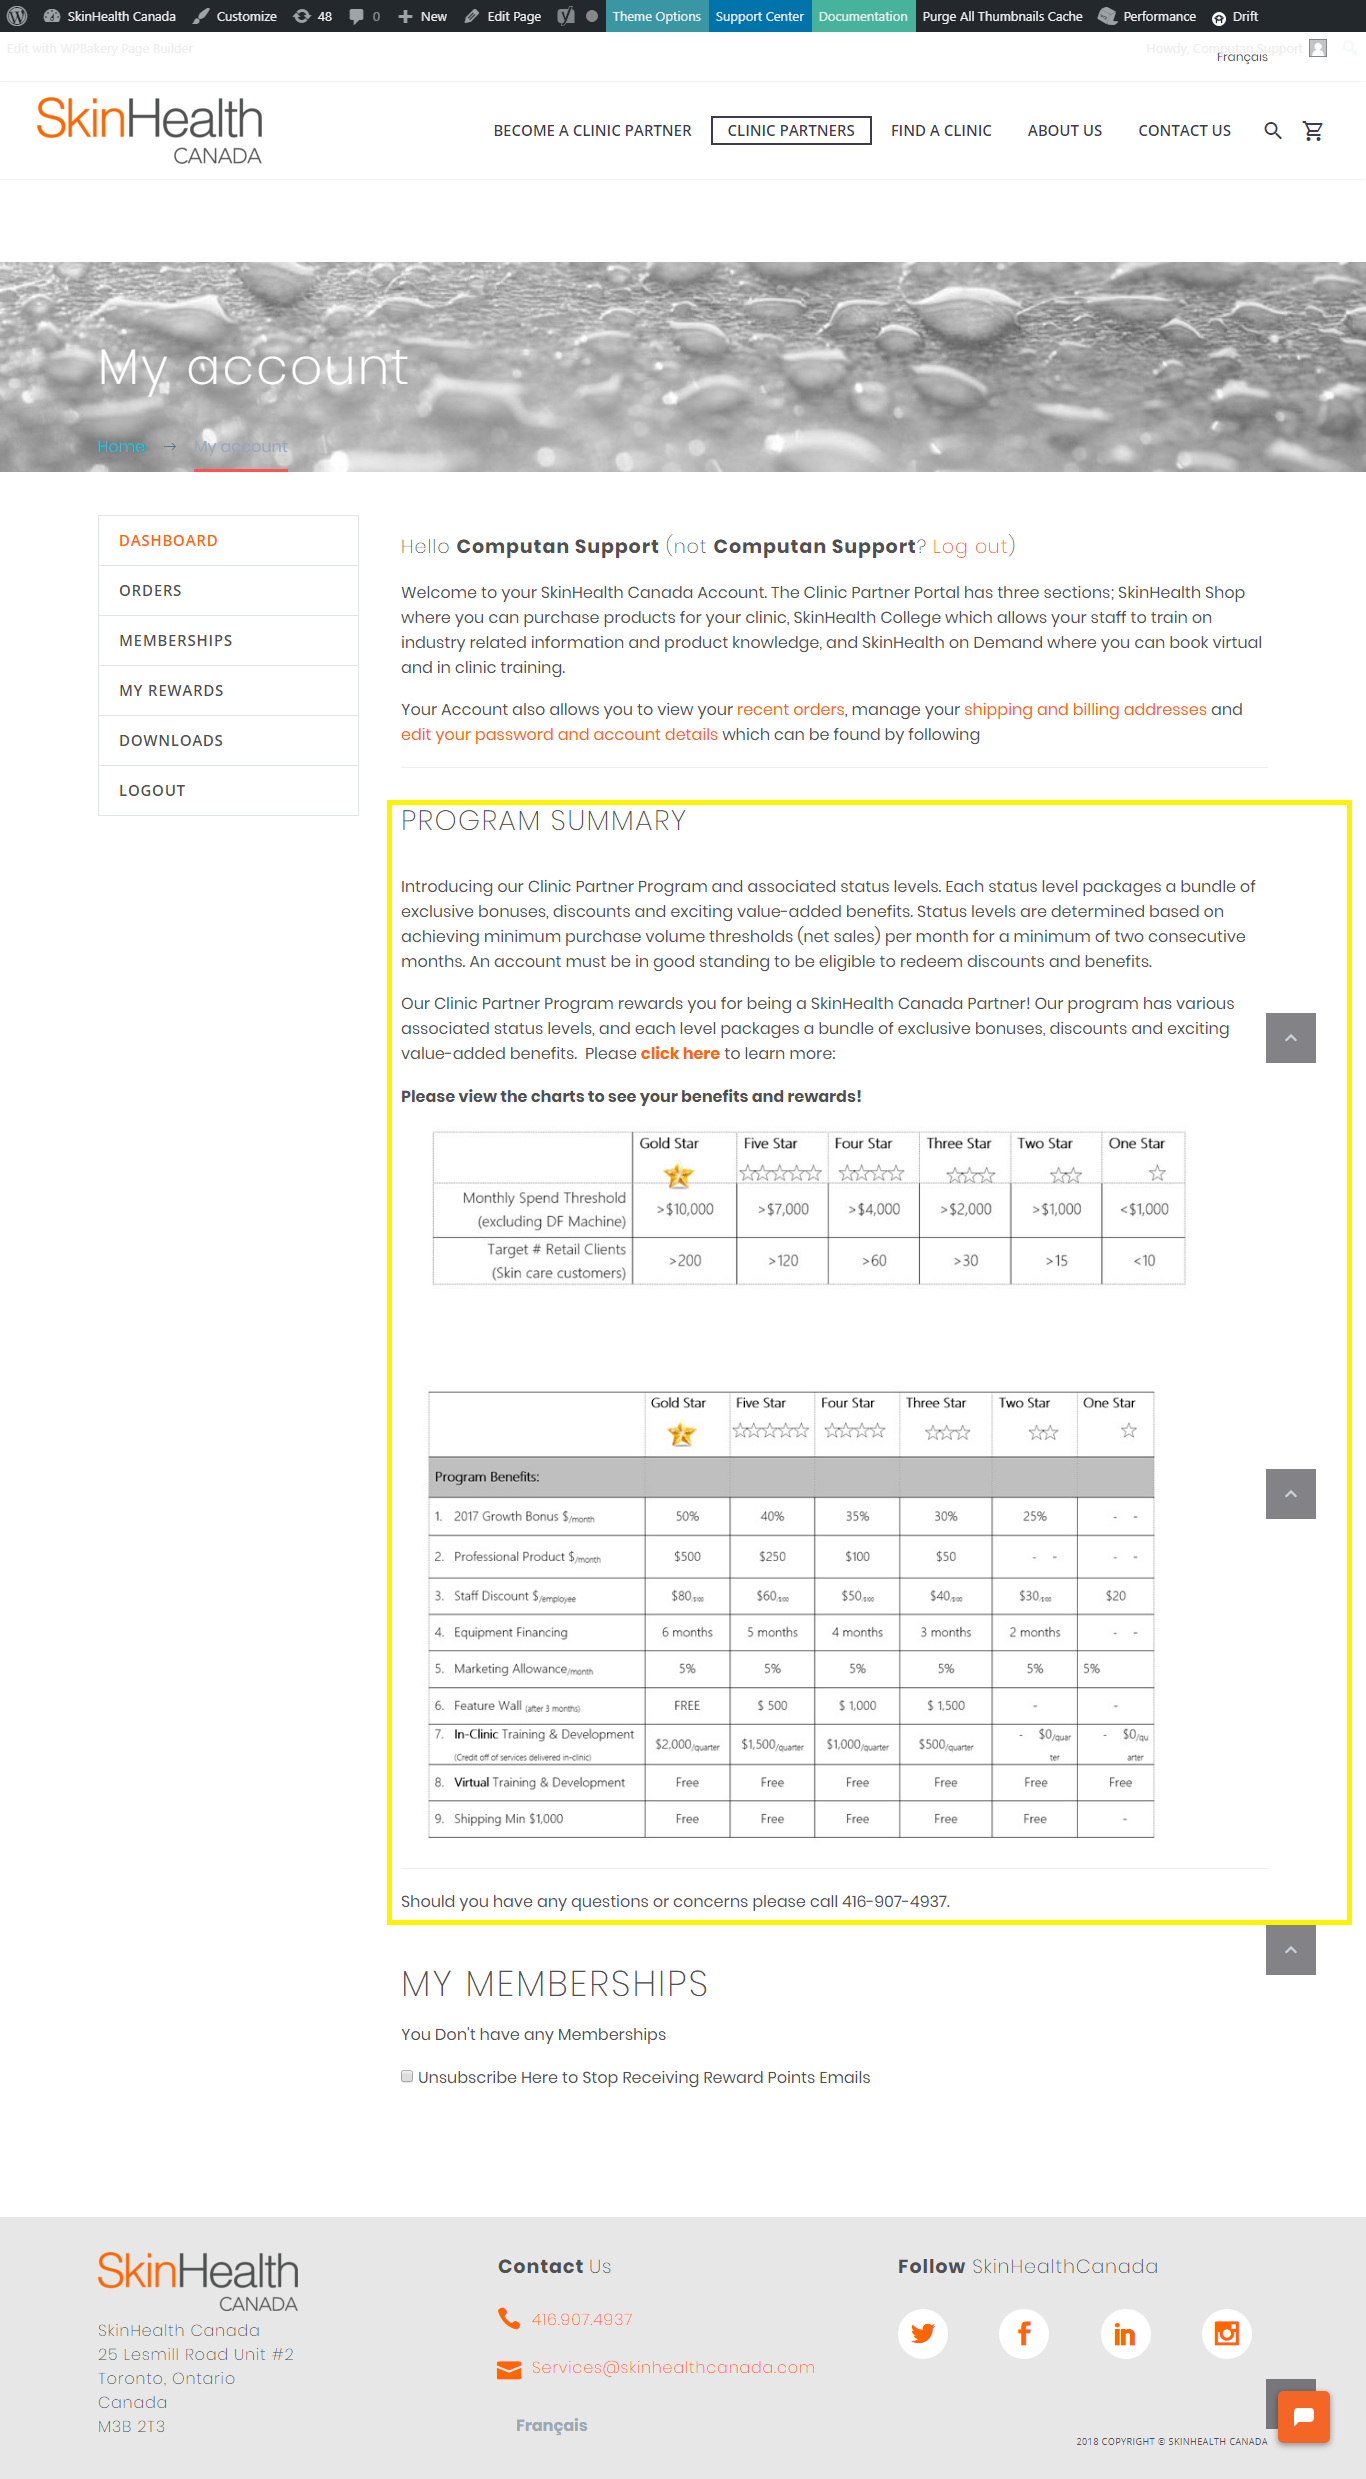 SkinHealth Canada Customize 48 0 New Edit Page Theme Options Support Center Documentation Purge All Thumbnails Cache Performance Drift
Edit with WPBakery Page Builder Howdy, Computan Support
Français
SkinHealth
CANADA
BECOME A CLINIC PARTNER CLINIC PARTNERS FIND A CLINIC ABOUT US CONTACT US
My account
Home → My account
DASHBOARD
ORDERS
MEMBERSHIPS
MY REWARDS
DOWNLOADS
LOGOUT
Hello Computan Support (not Computan Support? Log out)
Welcome to your SkinHealth Canada Account. The Clinic Partner Portal has three sections; SkinHealth Shop
where you can purchase products for your clinic, SkinHealth College which allows your staff to train on
industry related information and product knowledge, and SkinHealth on Demand where you can book virtual
and in clinic training.
Your Account also allows you to view your recent orders, manage your shipping and billing addresses and
edit your password and account details which can be found by following
PROGRAM SUMMARY
Introducing our Clinic Partner Program and associated status levels. Each status level packages a bundle of
exclusive bonuses, discounts and exciting value-added benefits. Status levels are determined based on
achieving minimum purchase volume thresholds (net sales) per month for a minimum of two consecutive
months. An account must be in good standing to be eligible to redeem discounts and benefits.
Our Clinic Partner Program rewards you for being a SkinHealth Canada Partner! Our program has various
associated status levels, and each level packages a bundle of exclusive bonuses, discounts and exciting
value-added benefits. Please click here to learn more:
Please view the charts to see your benefits and rewards!
Gold Star Five Star Four Star Three Star Two Star One Star
Monthly Spend Threshold
(excluding DF Machine) >$10,000 >$7,000 >$4,000 >$2,000 >$1,000 <$1,000
Target # Retail Clients
(Skin care customers) >200 >120 >60 >30 >15 <10
Gold Star Five Star Four Star Three Star Two Star One Star
Program Benefits:
1. 2017 Growth Bonus $/month 50% 40% 35% 30% 25% - -
2. Professional Product $/month $500 $250 $100 $50 - - - -
3. Staff Discount $/employee $80 $60 $50 $40 $30 $20
4. Equipment Financing 6 months 5 months 4 months 3 months 2 months - -
5. Marketing Allowance/month 5% 5% 5% 5% 5% 5%
6. Feature Wall (after 3 months) FREE $ 500 $ 1,000 $ 1,500 - -
7. In-Clinic Training & Development
(Credit off of services delivered in-clinic) $2,000/quarter $1,500/quarter $1,000/quarter $500/quarter - $0/quarter - $0/quarter
8. Virtual Training & Development Free Free Free Free Free Free
9. Shipping Min $1,000 Free Free Free Free Free -
Should you have any questions or concerns please call 416-907-4937.
MY MEMBERSHIPS
You Don't have any Memberships
Unsubscribe Here to Stop Receiving Reward Points Emails
SkinHealth
CANADA
SkinHealth Canada
25 Lesmill Road Unit #2
Toronto, Ontario
Canada
M3B 2T3
Contact Us
416.907.4937
Services@skinhealthcanada.com
Français
Follow SkinHealthCanada
2018 COPYRIGHT © SKINHEALTH CANADA